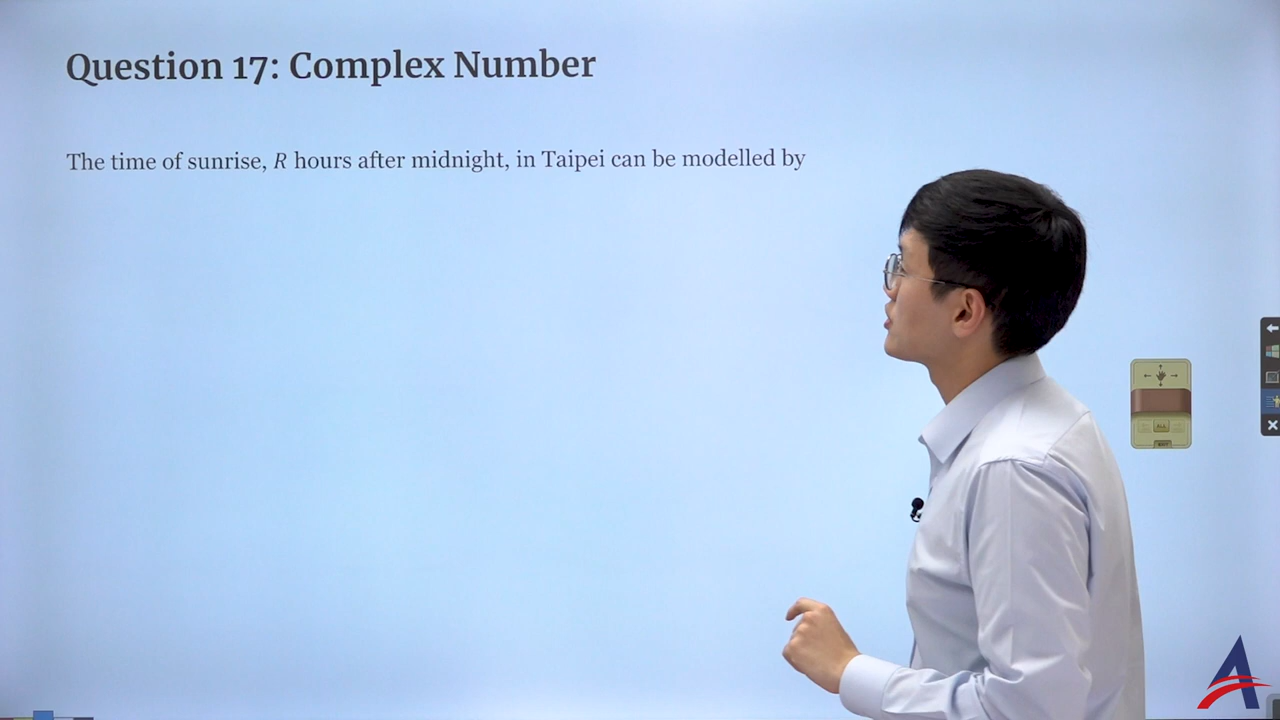 Question 17: Complex Number
The time of sunrise, R hours after midnight, in Taipei can be modelled by